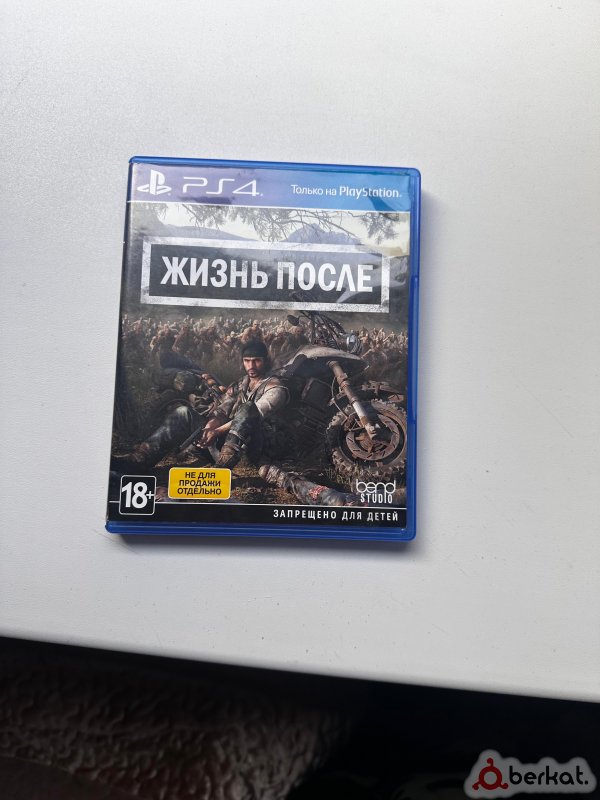 PS4
Только на PlayStation
ЖИЗНЬ ПОСЛЕ
НЕ ДЛЯ
ПРОДАЖИ
ОТДЕЛЬНО
18+
bend
STUDIO
ЗАПРЕЩЕНО ДЛЯ ДЕТЕЙ
berkat.